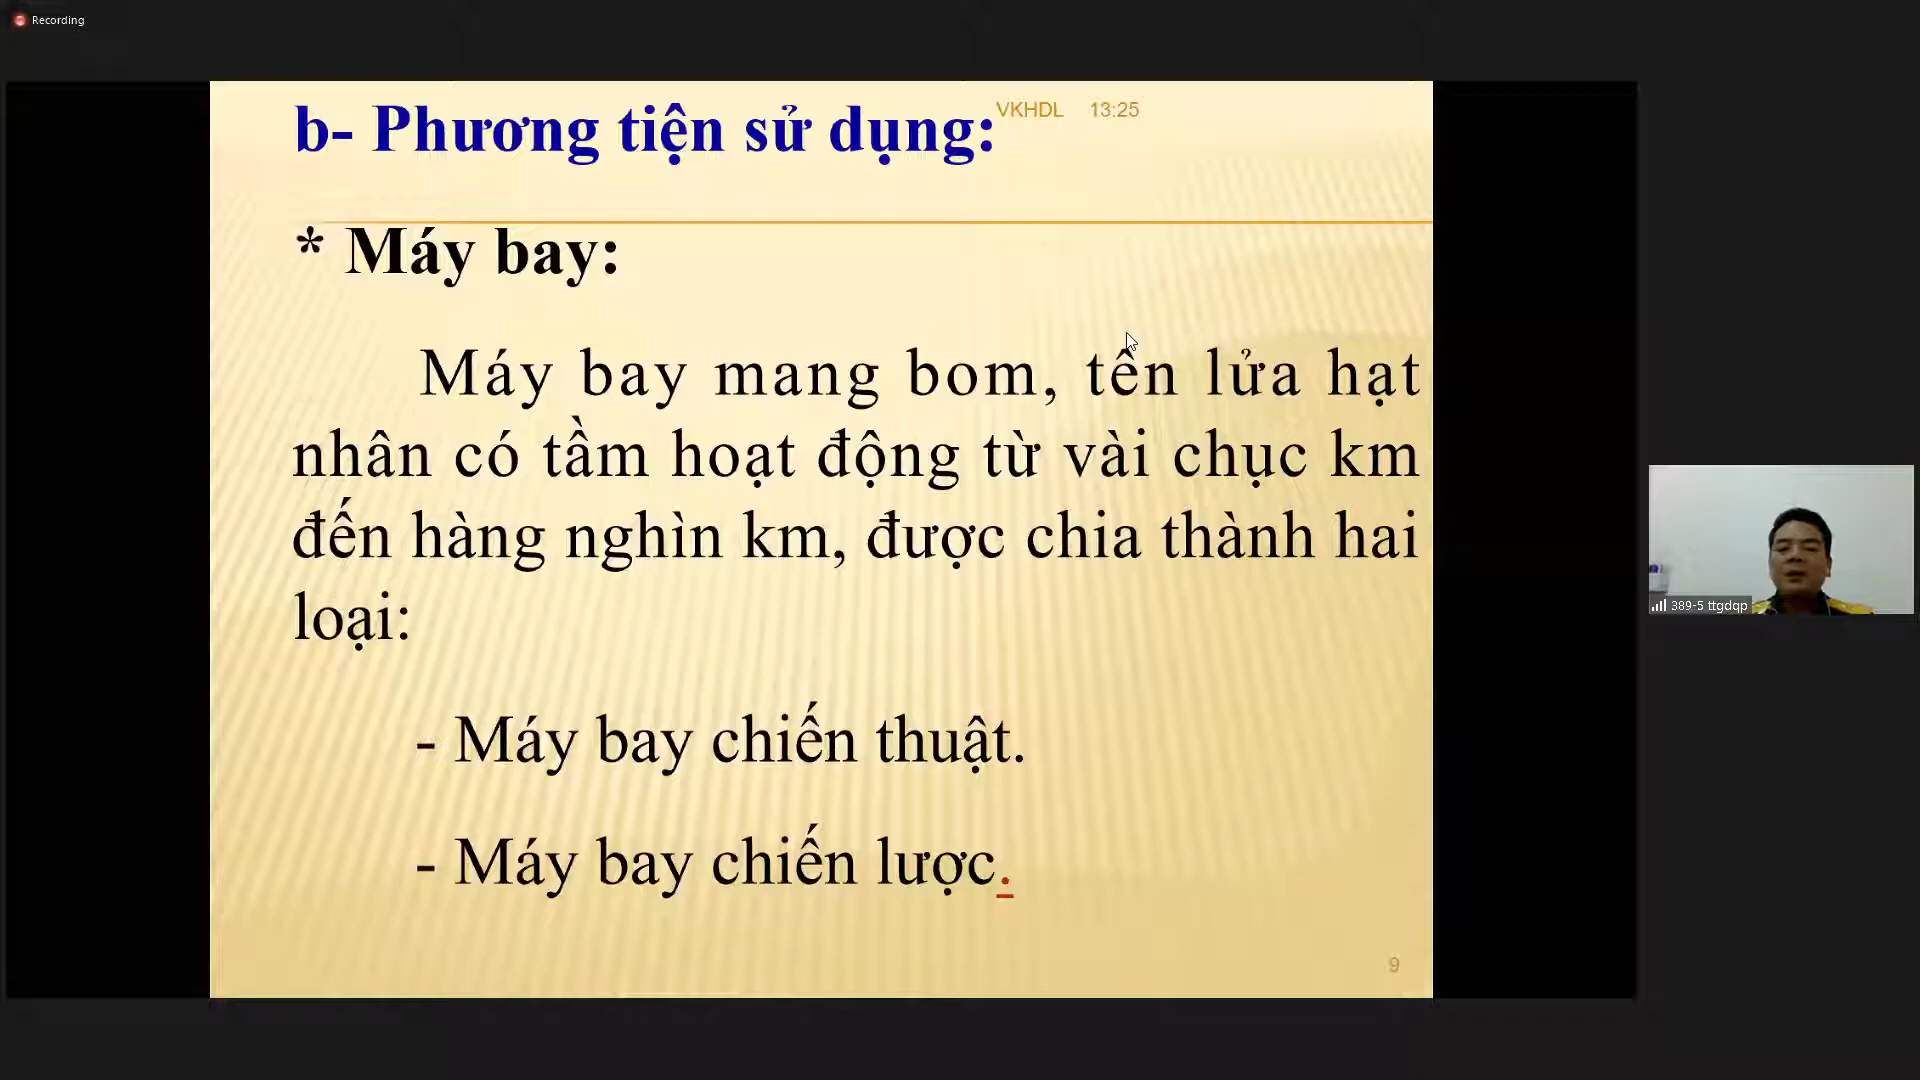 Recording
b- Phương tiện sử dụng:
VKHDL 13:25
* Máy bay:
Máy bay mang bom, tên lửa hạt
nhân có tầm hoạt động từ vài chục km
đến hàng nghìn km, được chia thành hai
loại:
- Máy bay chiến thuật.
- Máy bay chiến lược.
9
389-5 ttgdqp